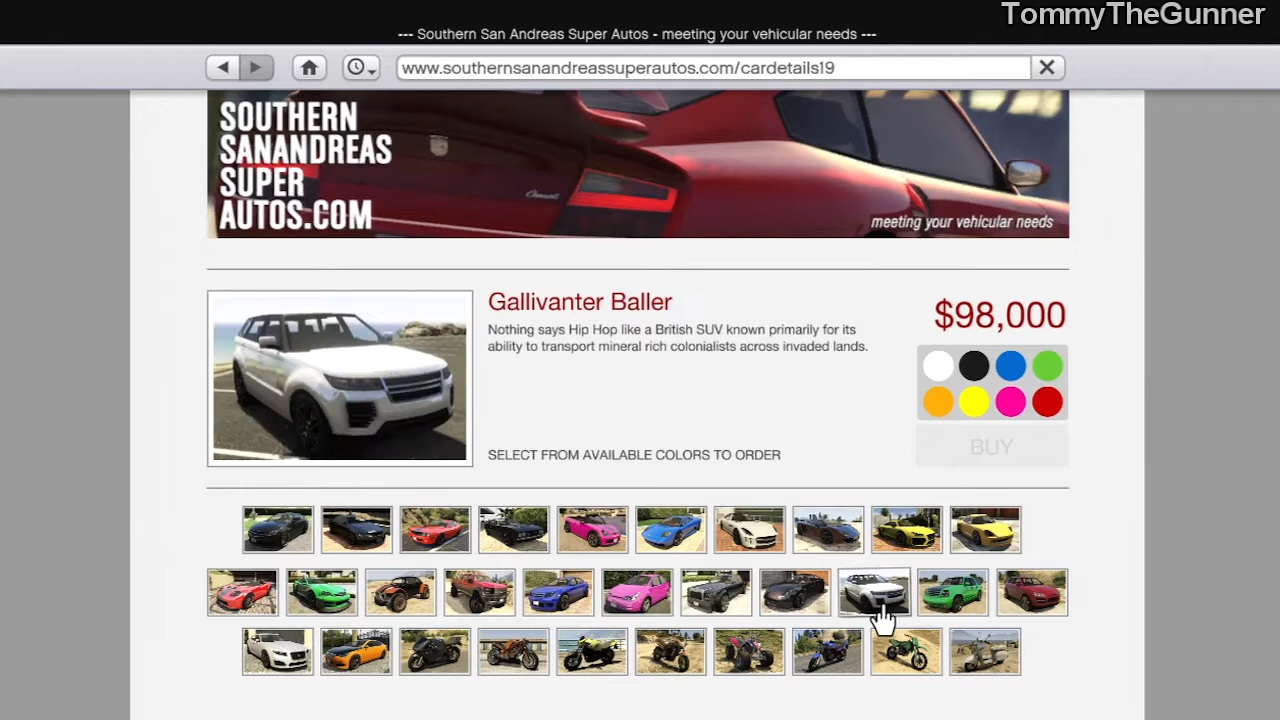 TommyTheGunner
--- Southern San Andreas Super Autos - meeting your vehicular needs ---
www.southernsanandreassuperautos.com/cardetails19
SOUTHERN
SANANDREAS
SUPER
AUTOS.COM
meeting your vehicular needs
Gallivanter Baller
$98,000
Nothing says Hip Hop like a British SUV known primarily for its
ability to transport mineral rich colonialists across invaded lands.
BUY
SELECT FROM AVAILABLE COLORS TO ORDER